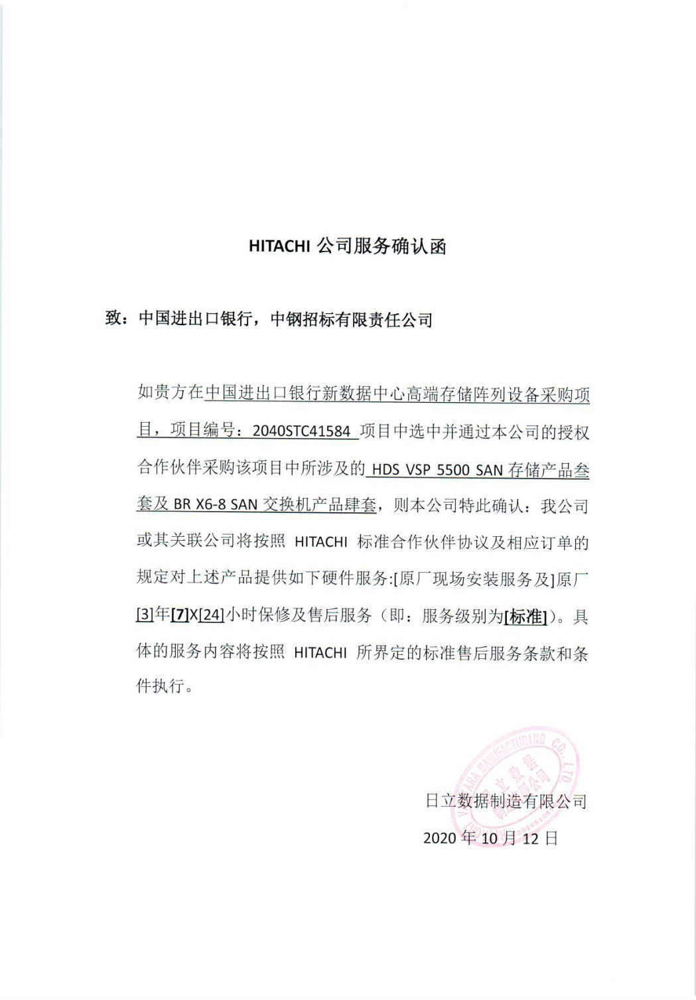 HITACHI 公司服务确认函
致：中国进出口银行，中钢招标有限责任公司
如贵方在中国进出口银行新数据中心高端存储阵列设备采购项
目，项目编号：2040STC41584 项目中选中并通过本公司的授权
合作伙伴采购该项目中所涉及的 HDS VSP 5500 SAN 存储产品叁
套及 BR X6-8 SAN 交换机产品肆套，则本公司特此确认：我公司
或其关联公司将按照 HITACHI 标准合作伙伴协议及相应订单的
规定对上述产品提供如下硬件服务:[原厂现场安装服务及]原厂
[3]年[7]X[24]小时保修及售后服务（即：服务级别为[标准]）。具
体的服务内容将按照 HITACHI 所界定的标准售后服务条款和条
件执行。
日立数据制造有限公司
2020 年 10 月 12 日
HITACHI VANTARA MANUFACTURING CO., LTD.
日立数据
制造有限公司